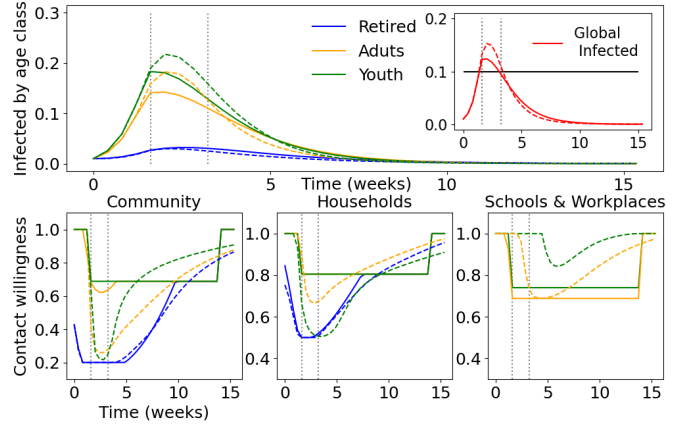 Infected by age class
0.3
0.2
0.1
0.0
Retired
Aduts
Youth
0.2
0.1
0.0
Global
Infected
0 5 10 15
0 5 10 15
Time (weeks)
Community
Households
Schools & Workplaces
Contact willingness
1.0
0.8
0.6
0.4
0.2
1.0
0.8
0.6
0.4
1.0
0.8
0.6
0.4
0 5 10 15
0 5 10 15
0 5 10 15
Time (weeks)